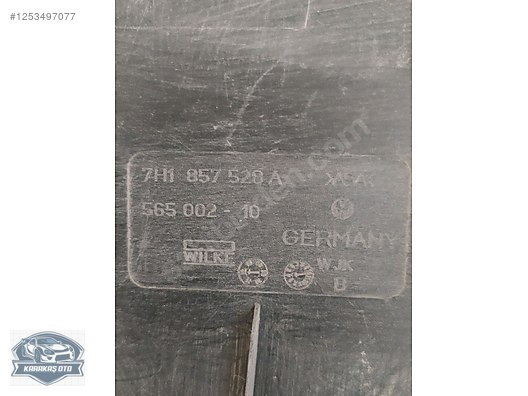 #1253497077
7H1 857 528 A
565 002 - 10
GERMANY
WILKE
WJK
B
KARAKAŞ OTO